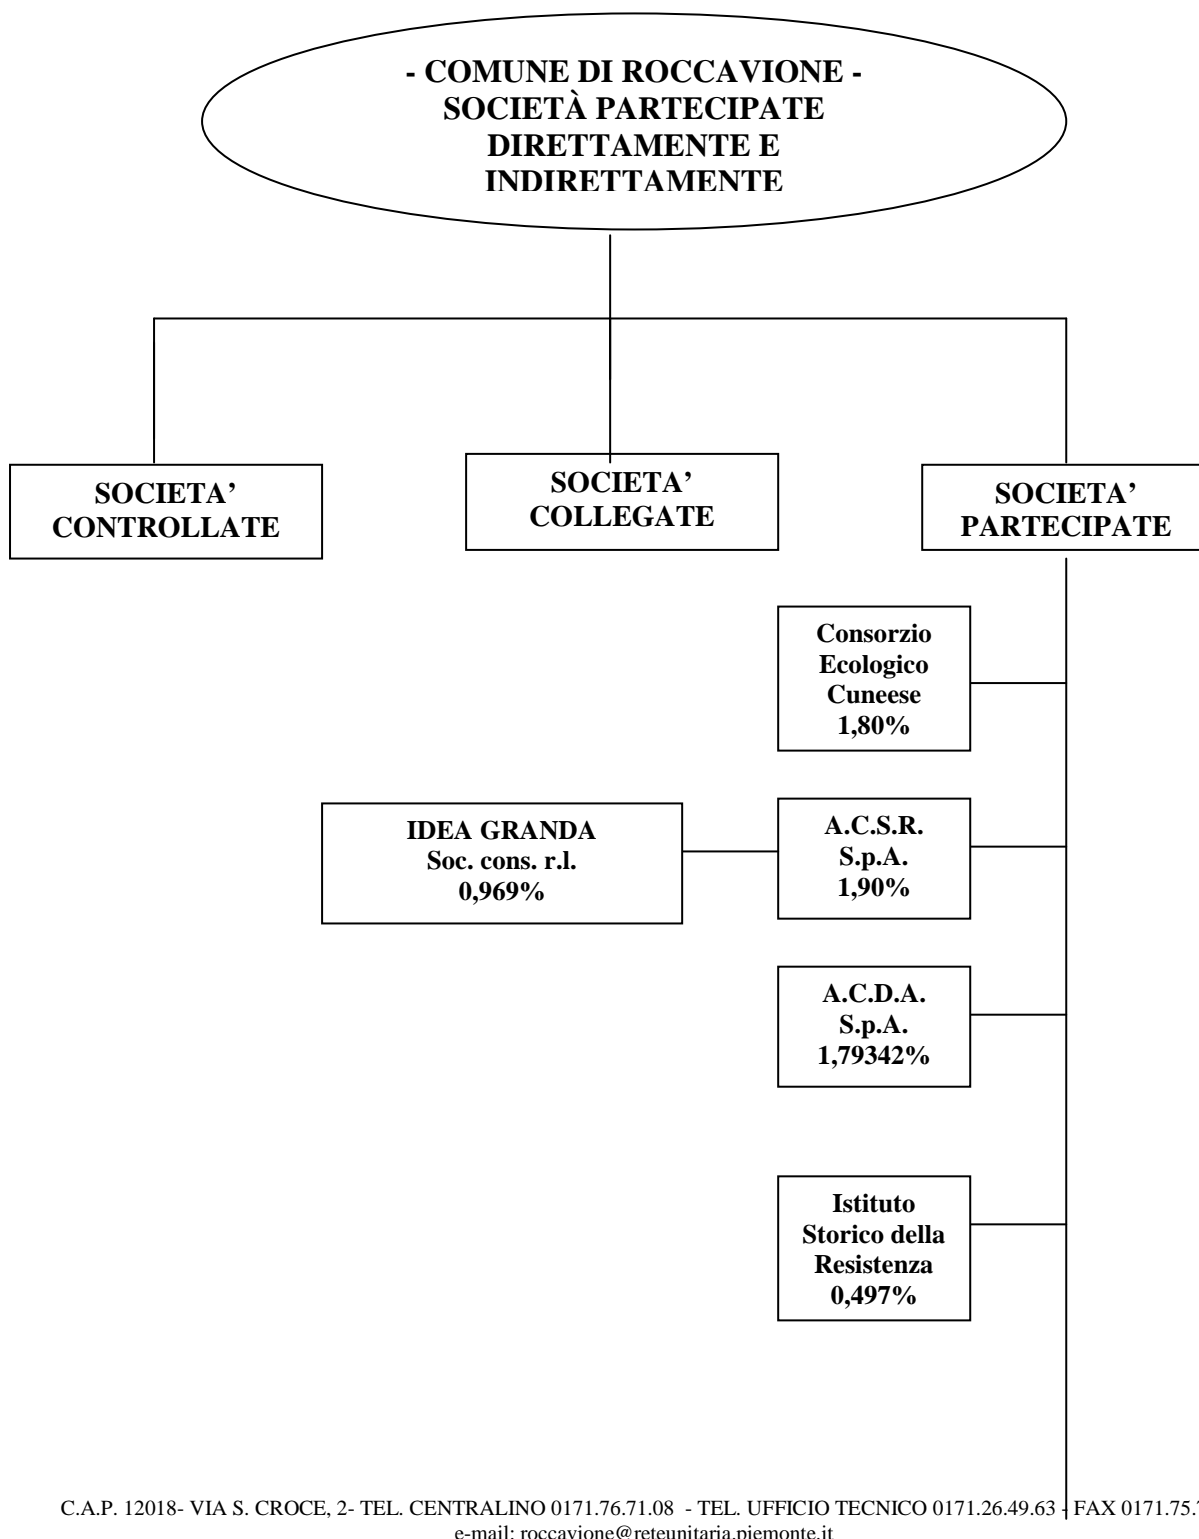 - COMUNE DI ROCCAVIONE -
SOCIETÀ PARTECIPATE
DIRETTAMENTE E
INDIRETTAMENTE
SOCIETA’
CONTROLLATE
SOCIETA’
COLLEGATE
SOCIETA’
PARTECIPATE
Consorzio
Ecologico
Cuneese
1,80%
IDEA GRANDA
Soc. cons. r.l.
0,969%
A.C.S.R.
S.p.A.
1,90%
A.C.D.A.
S.p.A.
1,79342%
Istituto
Storico della
Resistenza
0,497%
C.A.P. 12018- VIA S. CROCE, 2- TEL. CENTRALINO 0171.76.71.08 - TEL. UFFICIO TECNICO 0171.26.49.63 - FAX 0171.75.
e-mail: roccavione@reteunitaria.piemonte.it